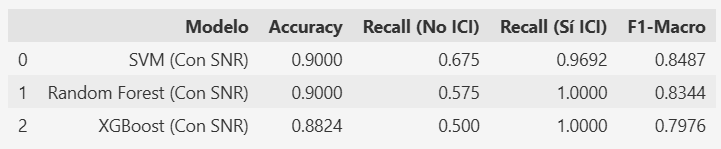 Modelo Accuracy Recall (No ICI) Recall (Sí ICI) F1-Macro
0 SVM (Con SNR) 0.9000 0.675 0.9692 0.8487
1 Random Forest (Con SNR) 0.9000 0.575 1.0000 0.8344
2 XGBoost (Con SNR) 0.8824 0.500 1.0000 0.7976